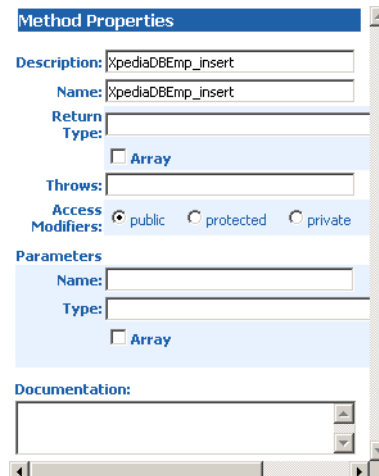 Method Properties
Description: XpediaDBEmp_insert
Name: XpediaDBEmp_insert
Return
Type:
Array
Throws:
Access
Modifiers: public protected private
Parameters
Name:
Type:
Array
Documentation: